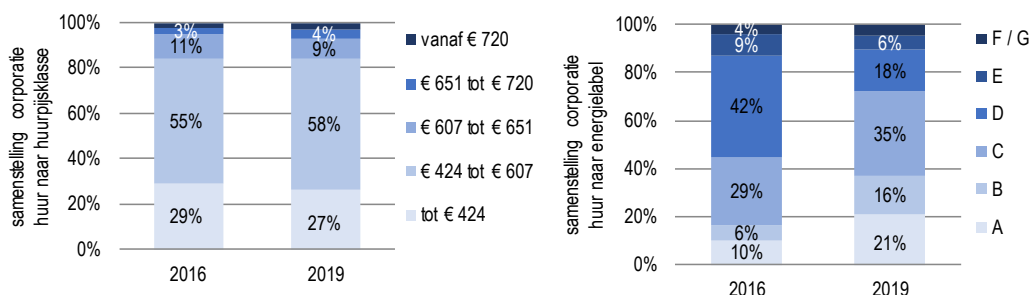 samenstelling corporatie
huur naar huurpijsklasse
100%
80%
60%
40%
20%
0%
3%
11%
55%
29%
4%
9%
58%
27%
2016
2019
vanaf € 720
€ 651 tot € 720
€ 607 tot € 651
€ 424 tot € 607
tot € 424
samenstelling corporatie
huur naar energielabel
100%
80%
60%
40%
20%
0%
4%
9%
42%
29%
6%
10%
6%
18%
35%
16%
21%
2016
2019
F / G
E
D
C
B
A